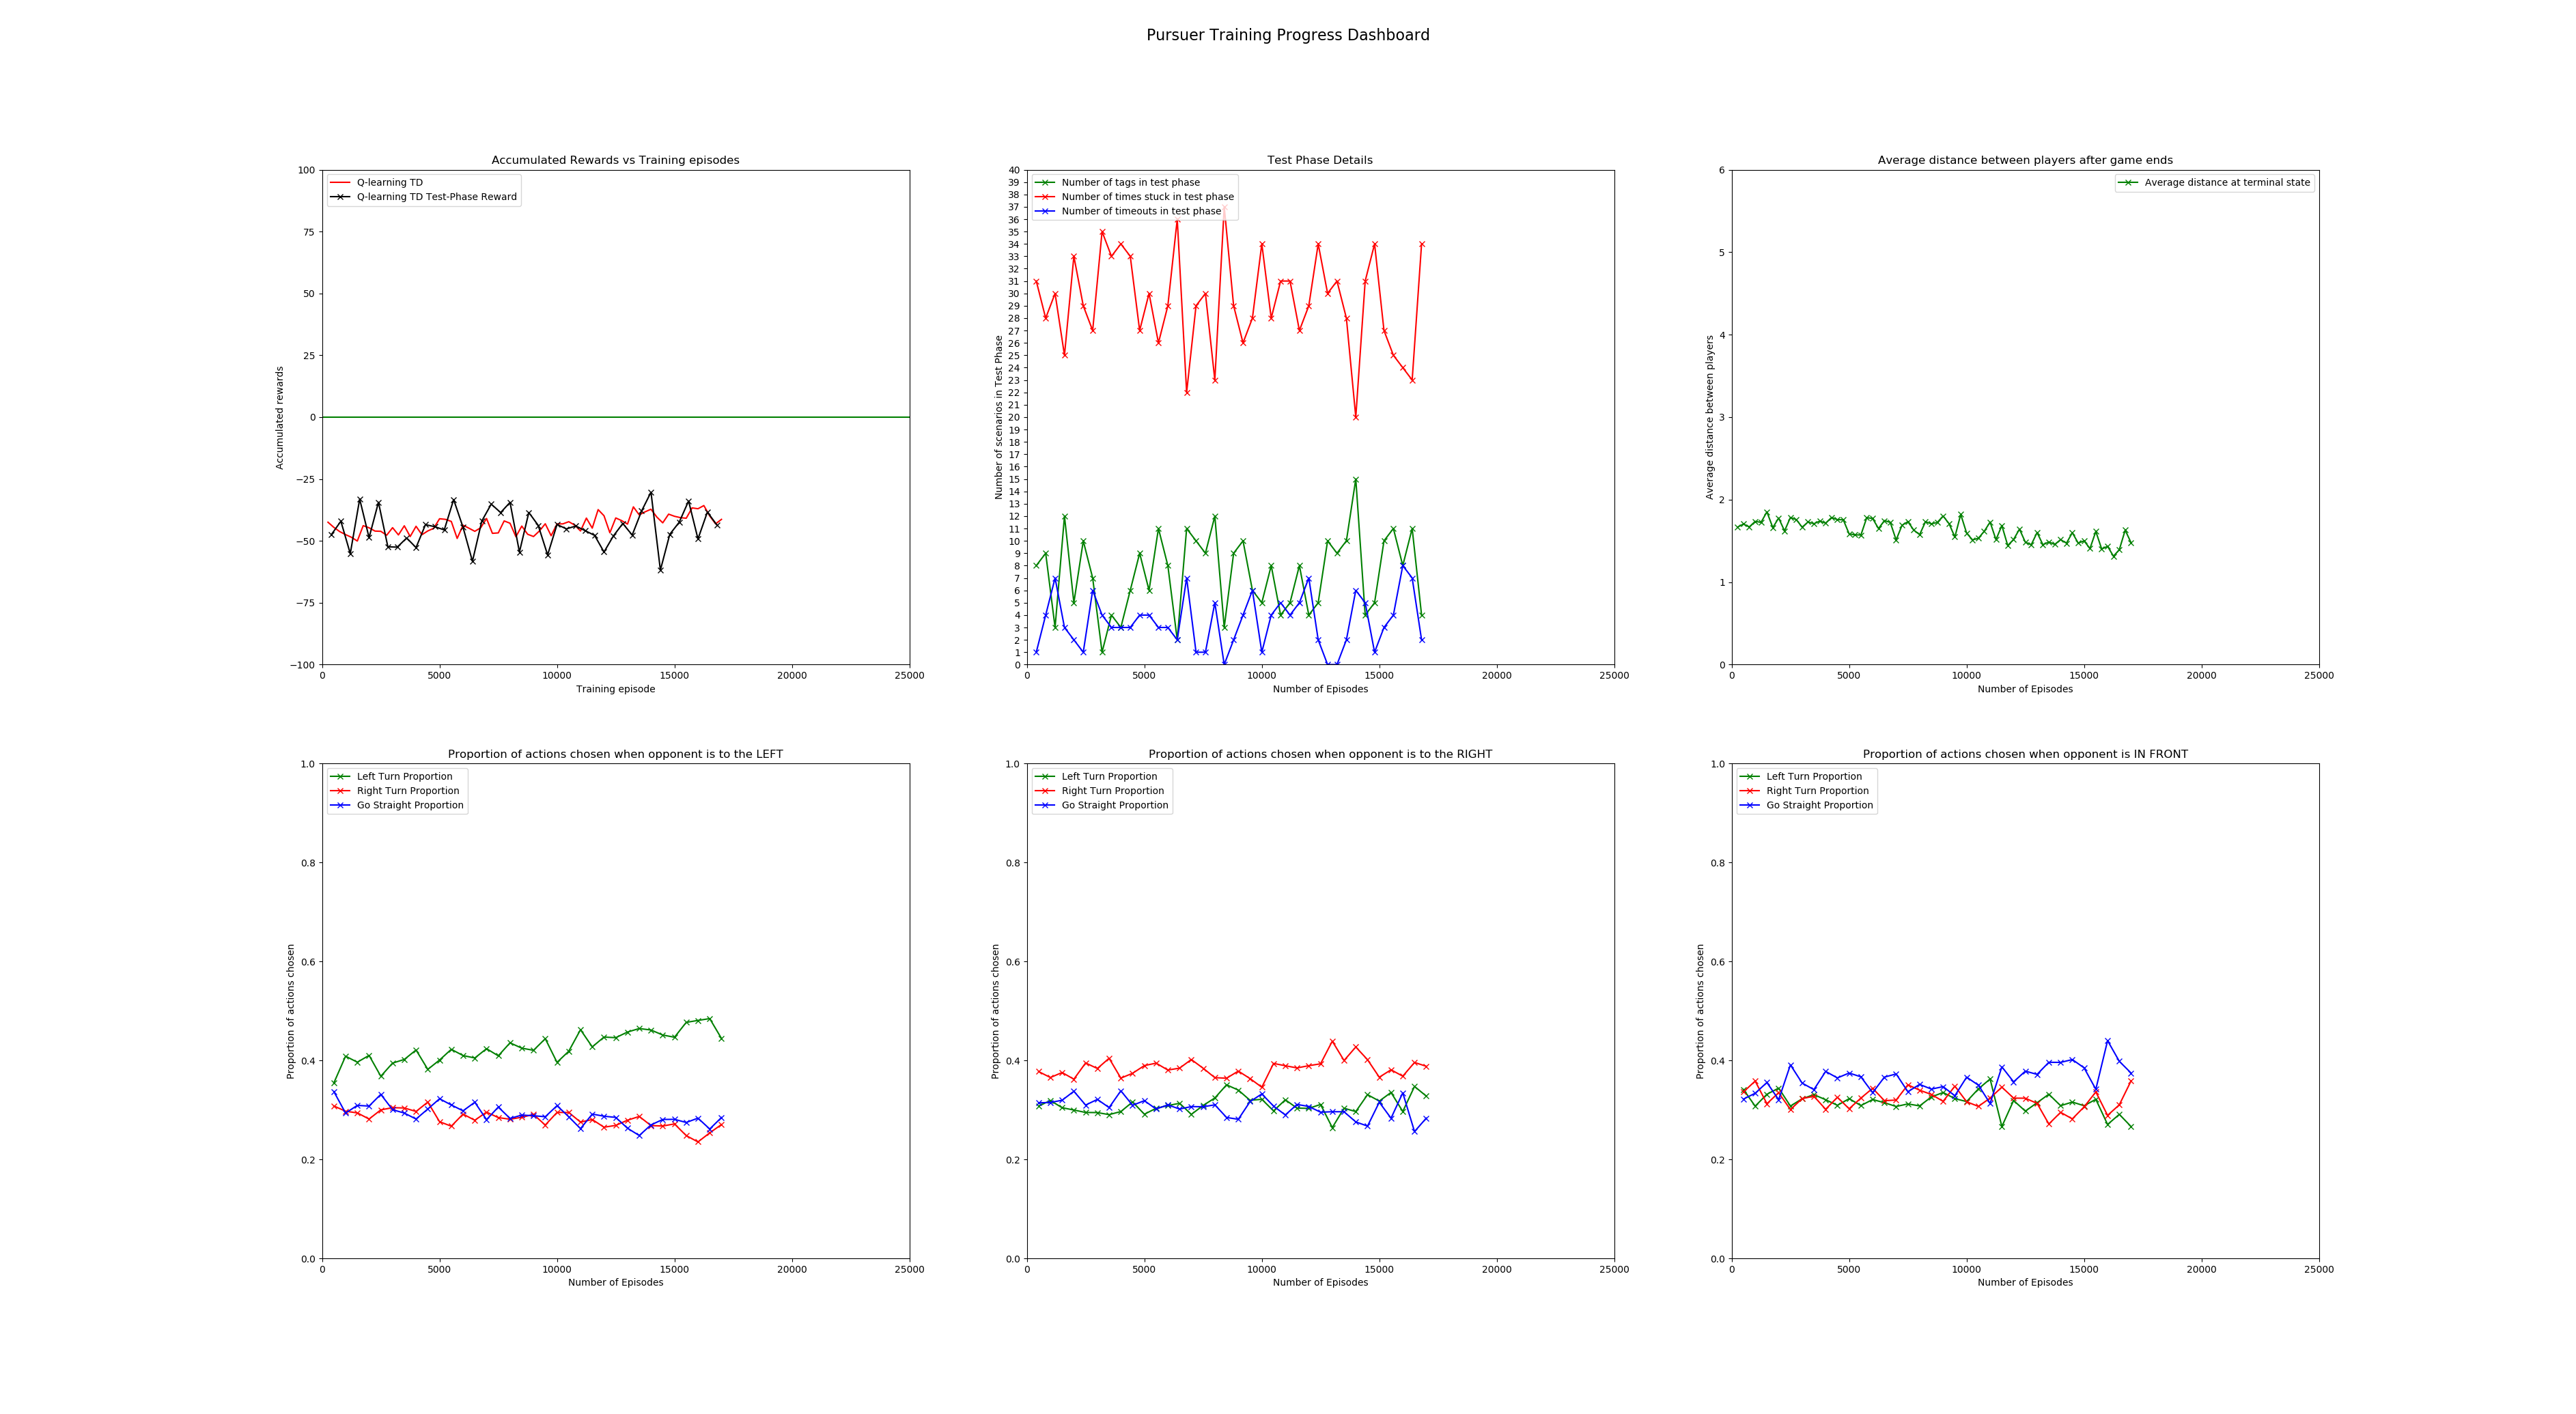 Pursuer Training Progress Dashboard
Accumulated Rewards vs Training episodes
Q-learning TD
Q-learning TD Test-Phase Reward
100
75
50
25
0
−25
−50
−75
−100
Accumulated rewards
0 5000 10000 15000 20000 25000
Training episode
Test Phase Details
Number of tags in test phase
Number of times stuck in test phase
Number of timeouts in test phase
40
39
38
37
36
35
34
33
32
31
30
29
28
27
26
25
24
23
22
21
20
19
18
17
16
15
14
13
12
11
10
9
8
7
6
5
4
3
2
1
0
Number of scenarios in Test Phase
0 5000 10000 15000 20000 25000
Number of Episodes
Average distance between players after game ends
Average distance at terminal state
6
5
4
3
2
1
0
Average distance between players
0 5000 10000 15000 20000 25000
Number of Episodes
Proportion of actions chosen when opponent is to the LEFT
Left Turn Proportion
Right Turn Proportion
Go Straight Proportion
1.0
0.8
0.6
0.4
0.2
0.0
Proportion of actions chosen
0 5000 10000 15000 20000 25000
Number of Episodes
Proportion of actions chosen when opponent is to the RIGHT
Left Turn Proportion
Right Turn Proportion
Go Straight Proportion
1.0
0.8
0.6
0.4
0.2
0.0
Proportion of actions chosen
0 5000 10000 15000 20000 25000
Number of Episodes
Proportion of actions chosen when opponent is IN FRONT
Left Turn Proportion
Right Turn Proportion
Go Straight Proportion
1.0
0.8
0.6
0.4
0.2
0.0
Proportion of actions chosen
0 5000 10000 15000 20000 25000
Number of Episodes